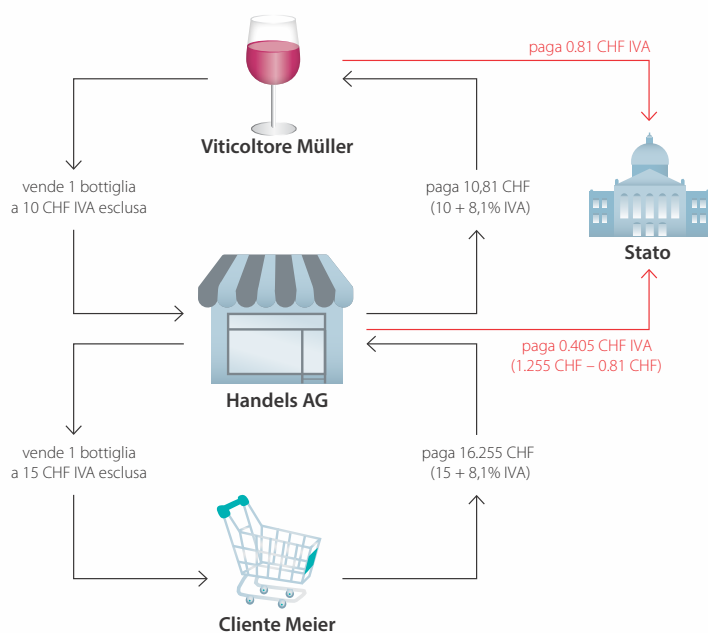 paga 0.81 CHF IVA
Viticoltore Müller
vende 1 bottiglia
a 10 CHF IVA esclusa
paga 10,81 CHF
(10 + 8,1% IVA)
Stato
paga 0.405 CHF IVA
(1.255 CHF – 0.81 CHF)
Handels AG
vende 1 bottiglia
a 15 CHF IVA esclusa
paga 16.255 CHF
(15 + 8,1% IVA)
Cliente Meier